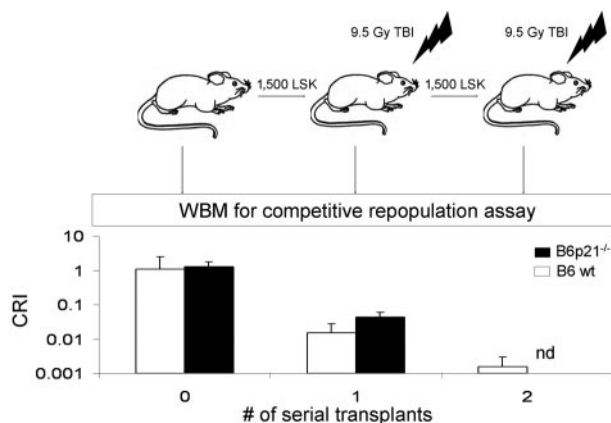 9.5 Gy TBI
9.5 Gy TBI
1,500 LSK
1,500 LSK
WBM for competitive repopulation assay
10
1
0.1
0.01
0.001
CRI
B6p21-/-
B6 wt
nd
0
1
2
# of serial transplants